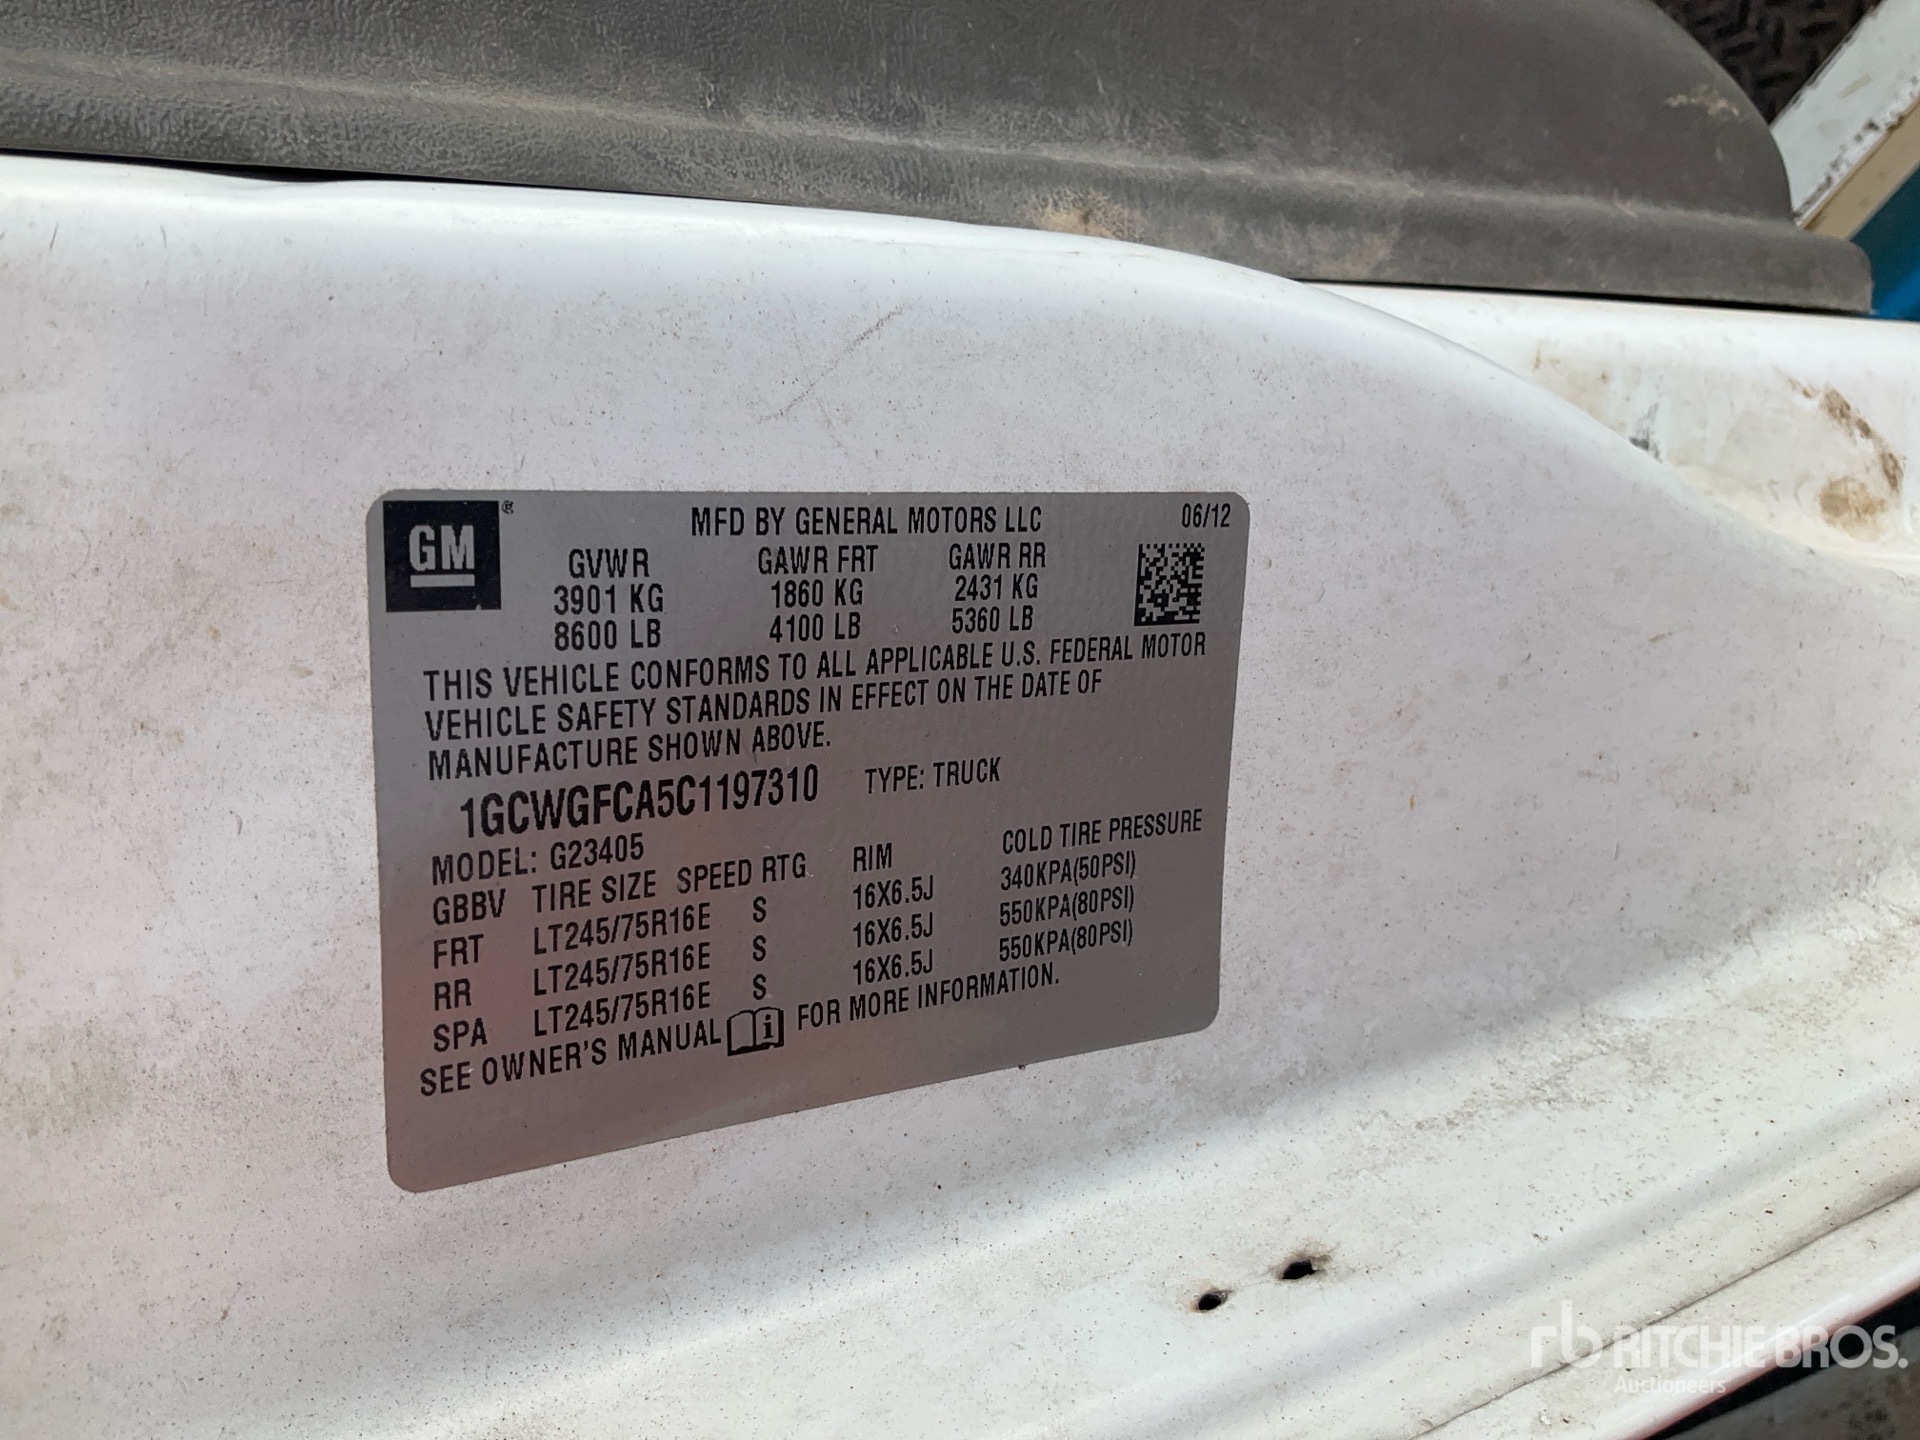 GM ®
MFD BY GENERAL MOTORS LLC 06/12
GVWR GAWR FRT GAWR RR
3901 KG 1860 KG 2431 KG
8600 LB 4100 LB 5360 LB
THIS VEHICLE CONFORMS TO ALL APPLICABLE U.S. FEDERAL MOTOR
VEHICLE SAFETY STANDARDS IN EFFECT ON THE DATE OF
MANUFACTURE SHOWN ABOVE.
1GCWGFCA5C1197310 TYPE: TRUCK
MODEL: G23405
GBBV TIRE SIZE SPEED RTG RIM COLD TIRE PRESSURE
FRT LT245/75R16E S 16X6.5J 340KPA(50PSI)
RR LT245/75R16E S 16X6.5J 550KPA(80PSI)
SPA LT245/75R16E S 16X6.5J 550KPA(80PSI)
SEE OWNER'S MANUAL i FOR MORE INFORMATION.
rb RITCHIE BROS.
Auctioneers